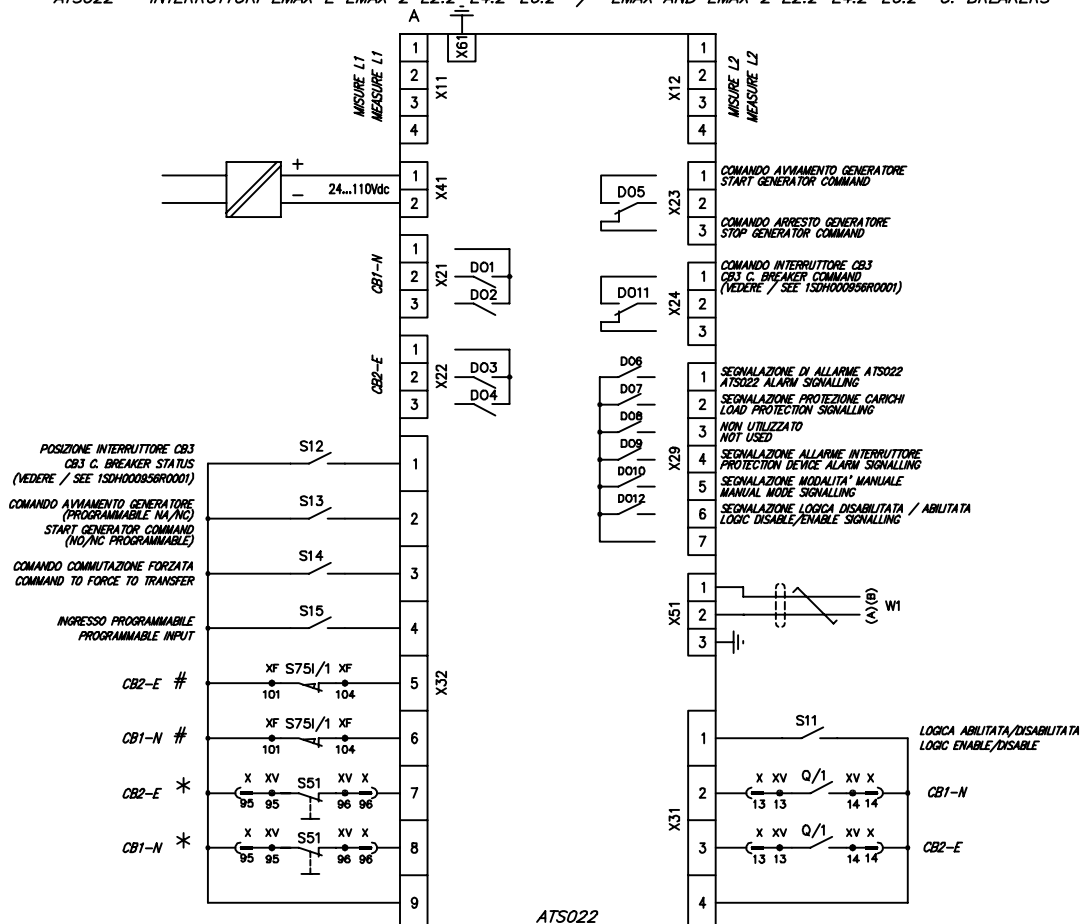 ATS022 - INTERRUTTORI EMAX E EMAX 2 E2.2-E4.2-E6.2 / EMAX AND EMAX 2 E2.2-E4.2-E6.2 C. BREAKERS
A
X61
MISURE L1
MEASURE L1
1
2
3
4
X11
+
-
24...110Vdc
1
2
X41
CB1-N
1
2
3
X21
DO1
DO2
CB2-E
1
2
3
X22
DO3
DO4
POSIZIONE INTERRUTTORE CB3
CB3 C. BREAKER STATUS
(VEDERE / SEE 1SDH000956R0001)
S12
1
COMANDO AVVIAMENTO GENERATORE
(PROGRAMMABILE NA/NC)
START GENERATOR COMMAND
(NO/NC PROGRAMMABLE)
S13
2
COMANDO COMMUTAZIONE FORZATA
COMMAND TO FORCE TO TRANSFER
S14
3
INGRESSO PROGRAMMABILE
PROGRAMMABLE INPUT
S15
4
X32
CB2-E #
XF S75I/1 XF
101 104
5
CB1-N #
XF S75I/1 XF
101 104
6
CB2-E *
X XV S51 XV X
95 95 96 96
7
CB1-N *
X XV S51 XV X
95 95 96 96
8
9
ATS022
1
2
3
4
X12
MISURE L2
MEASURE L2
DO5
X23
1
2
3
COMANDO AVVIAMENTO GENERATORE
START GENERATOR COMMAND
COMANDO ARRESTO GENERATORE
STOP GENERATOR COMMAND
DO11
X24
1
2
3
COMANDO INTERRUTTORE CB3
CB3 C. BREAKER COMMAND
(VEDERE / SEE 1SDH000956R0001)
DO6
DO7
DO8
DO9
DO10
DO12
X29
1
SEGNALAZIONE DI ALLARME ATS022
ATS022 ALARM SIGNALLING
2
SEGNALAZIONE PROTEZIONE CARICHI
LOAD PROTECTION SIGNALLING
3
NON UTILIZZATO
NOT USED
4
SEGNALAZIONE ALLARME INTERRUTTORE
PROTECTION DEVICE ALARM SIGNALLING
5
SEGNALAZIONE MODALITA' MANUALE
MANUAL MODE SIGNALLING
6
SEGNALAZIONE LOGICA DISABILITATA / ABILITATA
LOGIC DISABLE/ENABLE SIGNALLING
7
X51
1
2
3
(B)
(A)
W1
X31
1
S11
LOGICA ABILITATA/DISABILITATA
LOGIC ENABLE/DISABLE
2
X XV Q/1 XV X
13 13 14 14
CB1-N
3
X XV Q/1 XV X
13 13 14 14
CB2-E
4